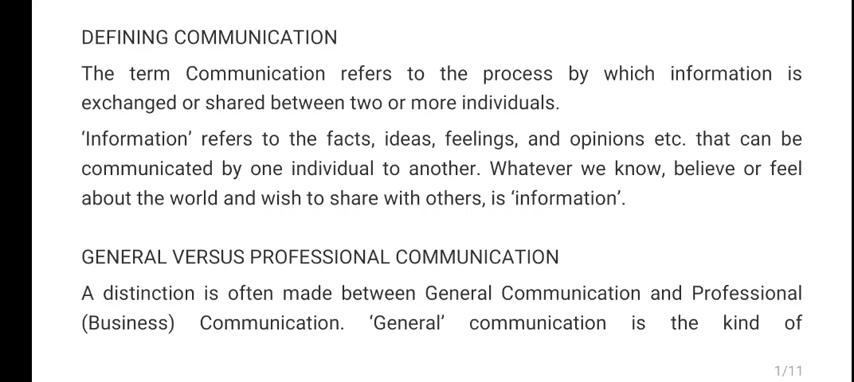 DEFINING COMMUNICATION
The term Communication refers to the process by which information is
exchanged or shared between two or more individuals.
‘Information’ refers to the facts, ideas, feelings, and opinions etc. that can be
communicated by one individual to another. Whatever we know, believe or feel
about the world and wish to share with others, is ‘information’.
GENERAL VERSUS PROFESSIONAL COMMUNICATION
A distinction is often made between General Communication and Professional
(Business) Communication. ‘General’ communication is the kind of
1/11